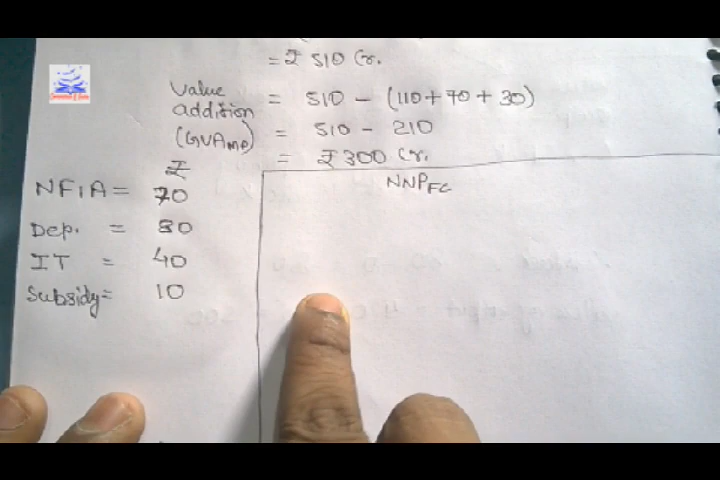 = ₹ 510 Cr.
Value addition (GVAMP) = 510 - (110 + 70 + 30)
= 510 - 210
= ₹ 300 Cr.
₹
NFIA = 70
Dep. = 30
IT = 40
Subsidy = 10
NNPFC